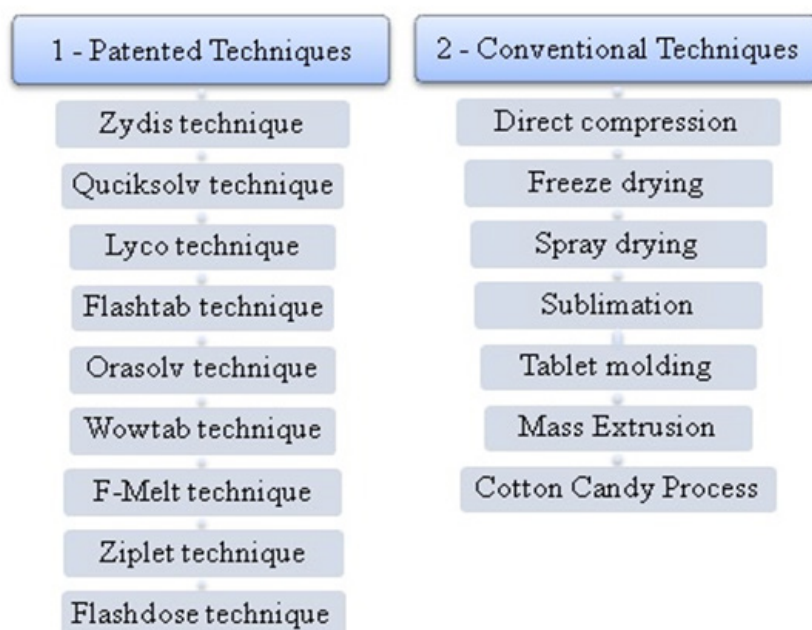 1 - Patented Techniques
Zydis technique
Quciksolv technique
Lyco technique
Flashtab technique
Orasolv technique
Wowtab technique
F-Melt technique
Ziplet technique
Flashdose technique
2 - Conventional Techniques
Direct compression
Freeze drying
Spray drying
Sublimation
Tablet molding
Mass Extrusion
Cotton Candy Process